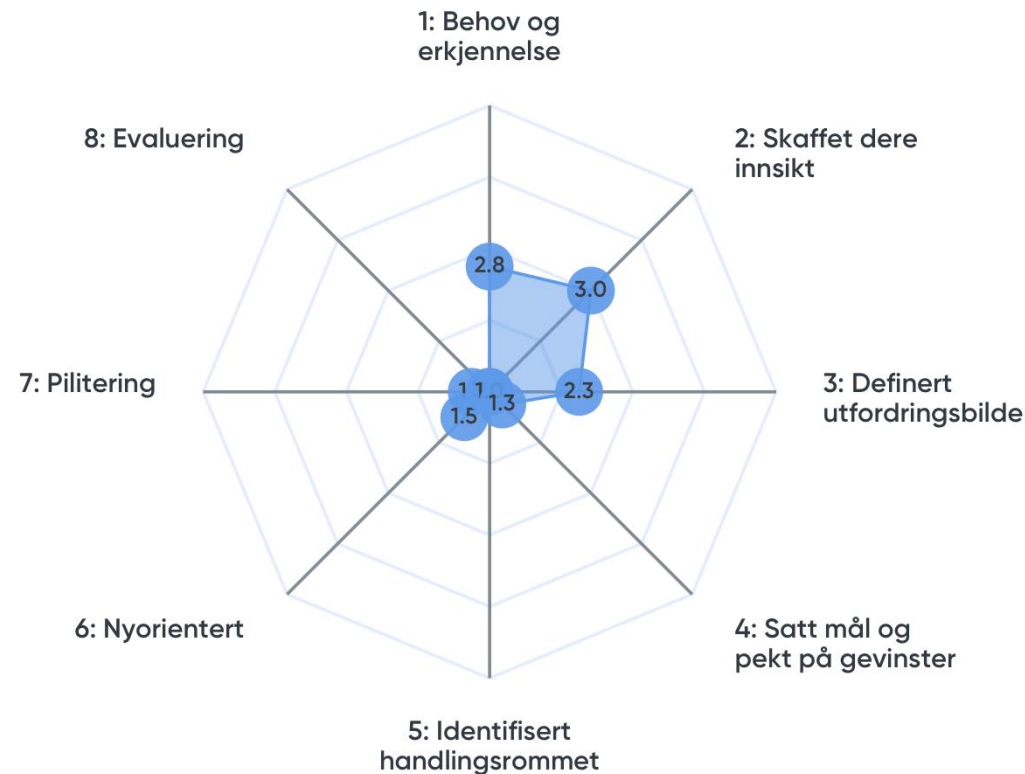 1: Behov og
erkjennelse
8: Evaluering
2: Skaffet dere
innsikt
2.8
3.0
7: Pilitering
2.3
3: Definert
utfordringsbilde
1.3
1.5
6: Nyorientert
4: Satt mål og
pekt på gevinster
5: Identifisert
handlingsrommet